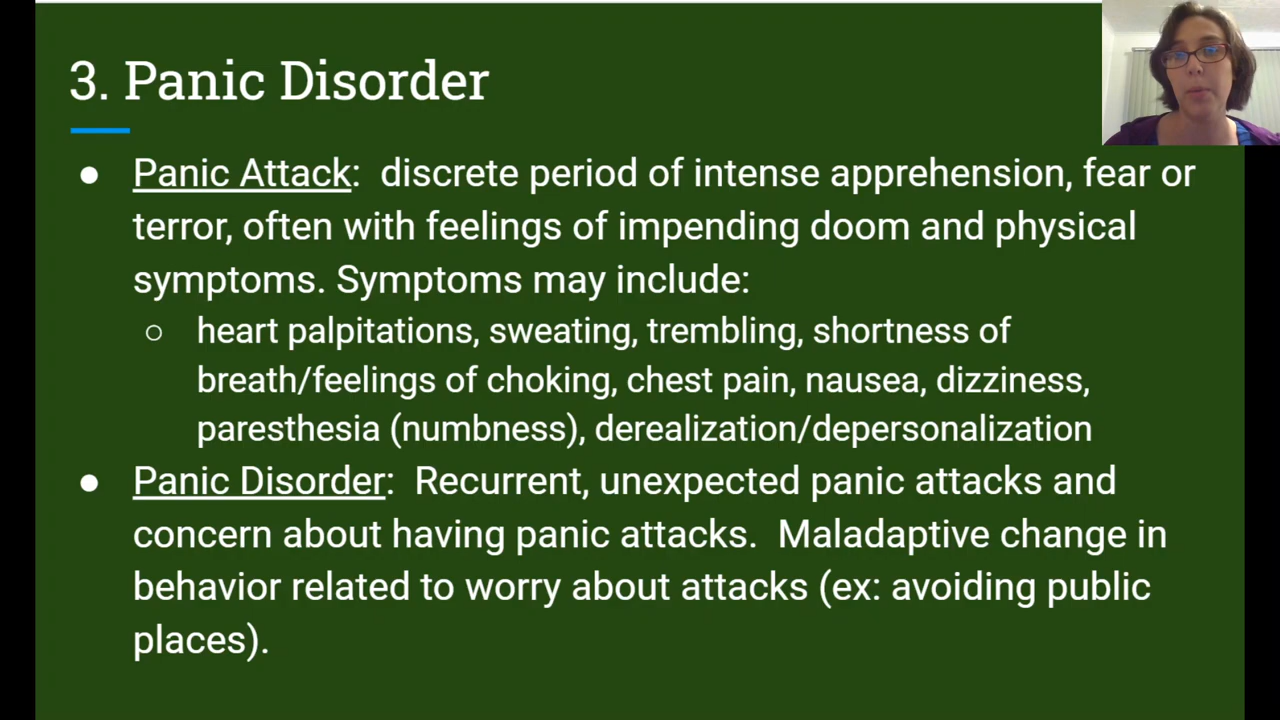 3. Panic Disorder
● Panic Attack: discrete period of intense apprehension, fear or
terror, often with feelings of impending doom and physical
symptoms. Symptoms may include:
○ heart palpitations, sweating, trembling, shortness of
breath/feelings of choking, chest pain, nausea, dizziness,
paresthesia (numbness), derealization/depersonalization
● Panic Disorder: Recurrent, unexpected panic attacks and
concern about having panic attacks. Maladaptive change in
behavior related to worry about attacks (ex: avoiding public
places).